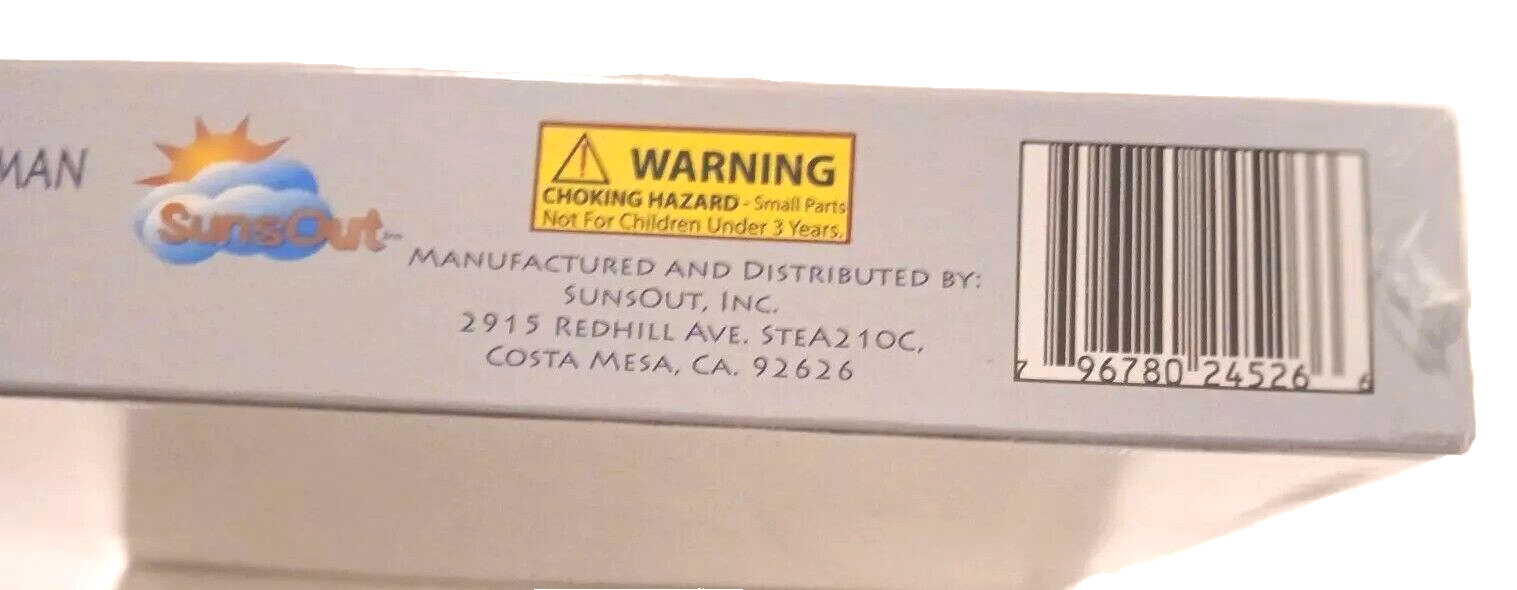 MAN
SunsOut
WARNING
CHOKING HAZARD - Small Parts
Not For Children Under 3 Years.
MANUFACTURED AND DISTRIBUTED BY:
SUNSOUT, INC.
2915 REDHILL AVE. STEA210C,
COSTA MESA, CA. 92626
7 96780 24526 6